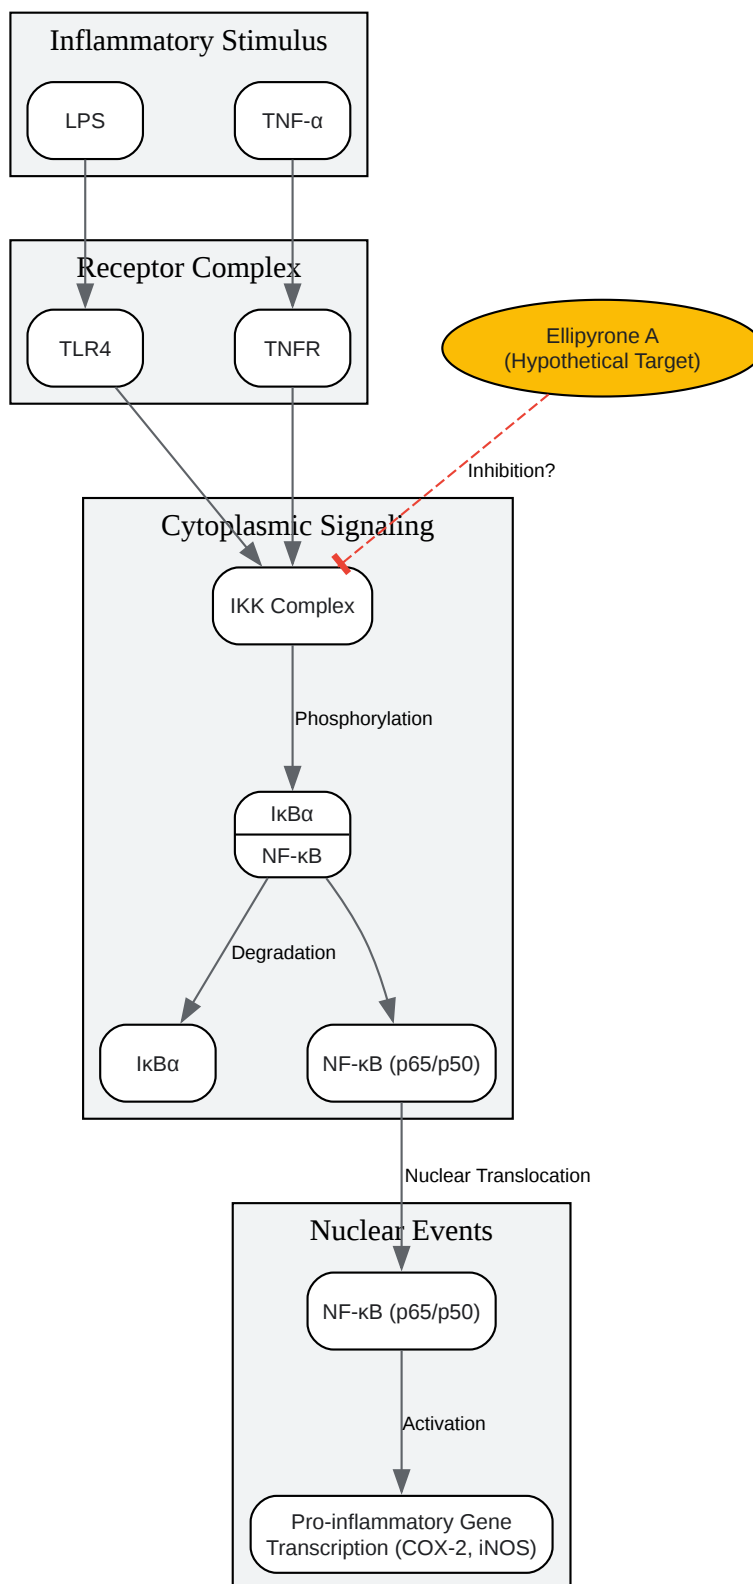 Inflammatory Stimulus
LPS
TNF-α
Receptor Complex
TLR4
TNFR
Ellipyrone A
(Hypothetical Target)
Inhibition?
Cytoplasmic Signaling
IKK Complex
Phosphorylation
IκBα
NF-κB
Degradation
IκBα
NF-κB (p65/p50)
Nuclear Translocation
Nuclear Events
NF-κB (p65/p50)
Activation
Pro-inflammatory Gene
Transcription (COX-2, iNOS)